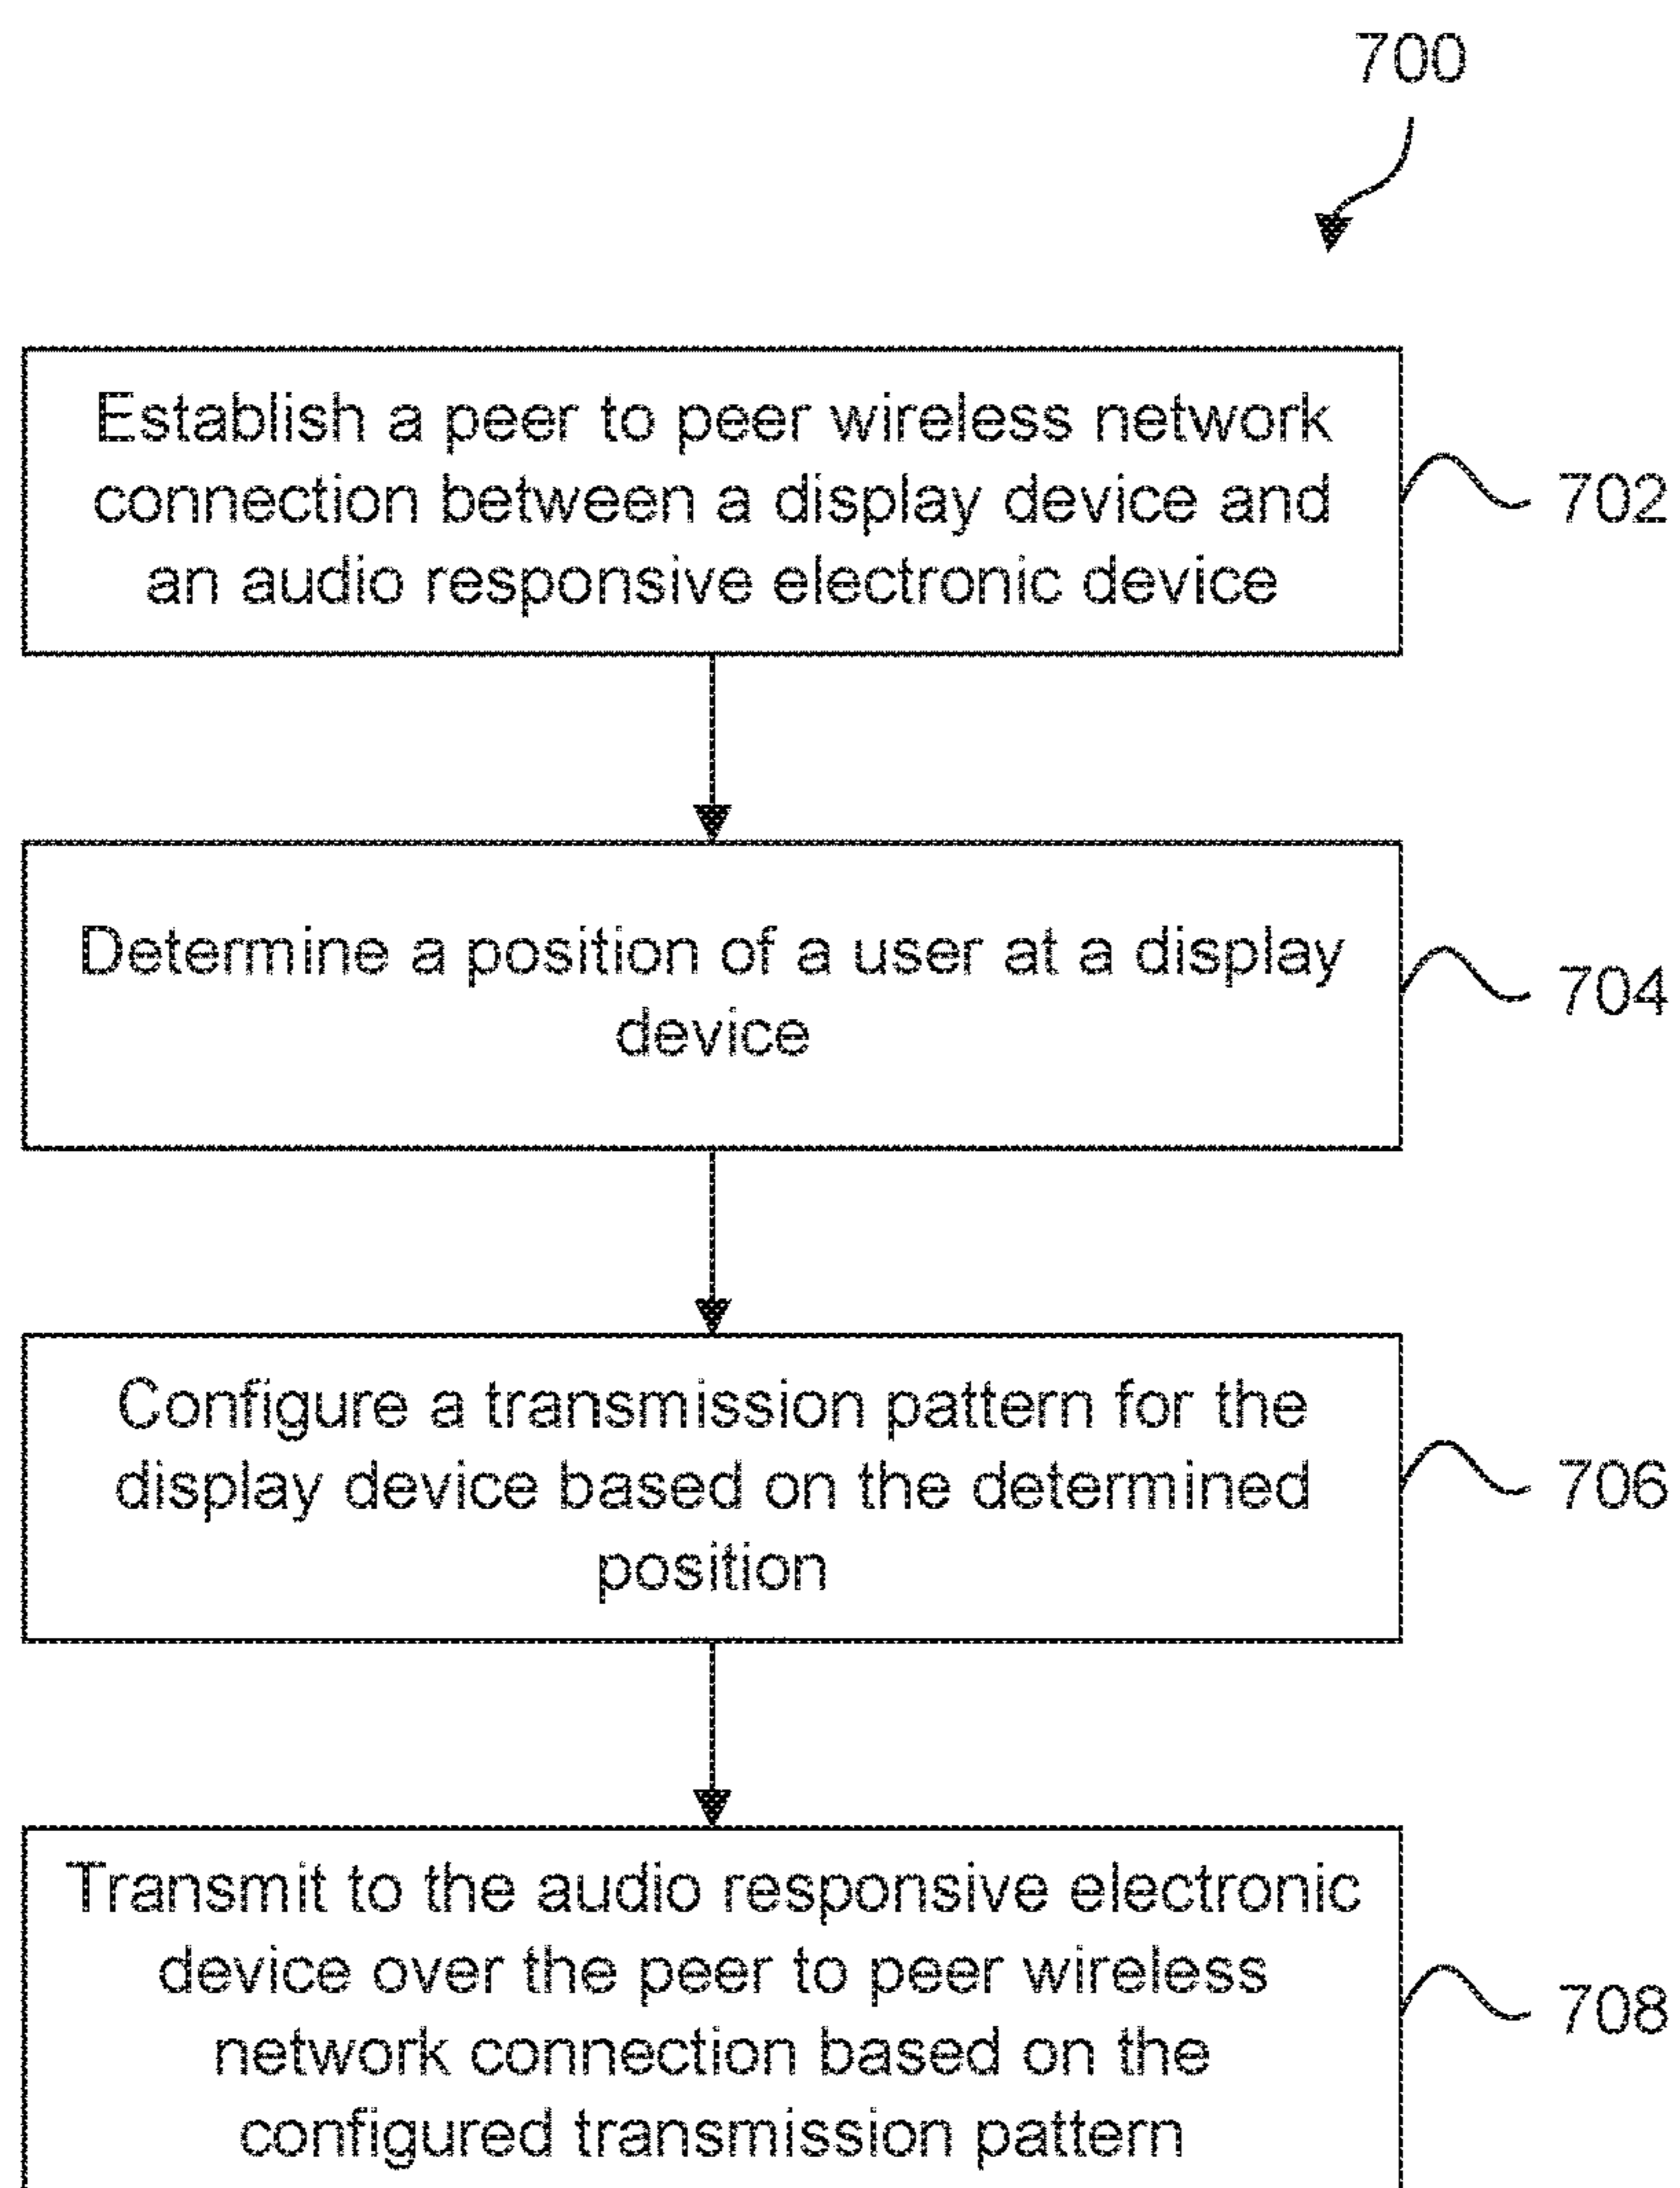 700
Establish a peer to peer wireless network
connection between a display device and
an audio responsive electronic device
702
Determine a position of a user at a display
device
704
Configure a transmission pattern for the
display device based on the determined
position
706
Transmit to the audio responsive electronic
device over the peer to peer wireless
network connection based on the
configured transmission pattern
708